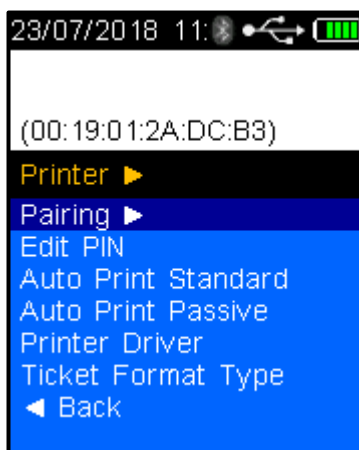 23/07/2018 11:
(00:19:01:2A:DC:B3)
Printer ►
Pairing ►
Edit PIN
Auto Print Standard
Auto Print Passive
Printer Driver
Ticket Format Type
◄ Back